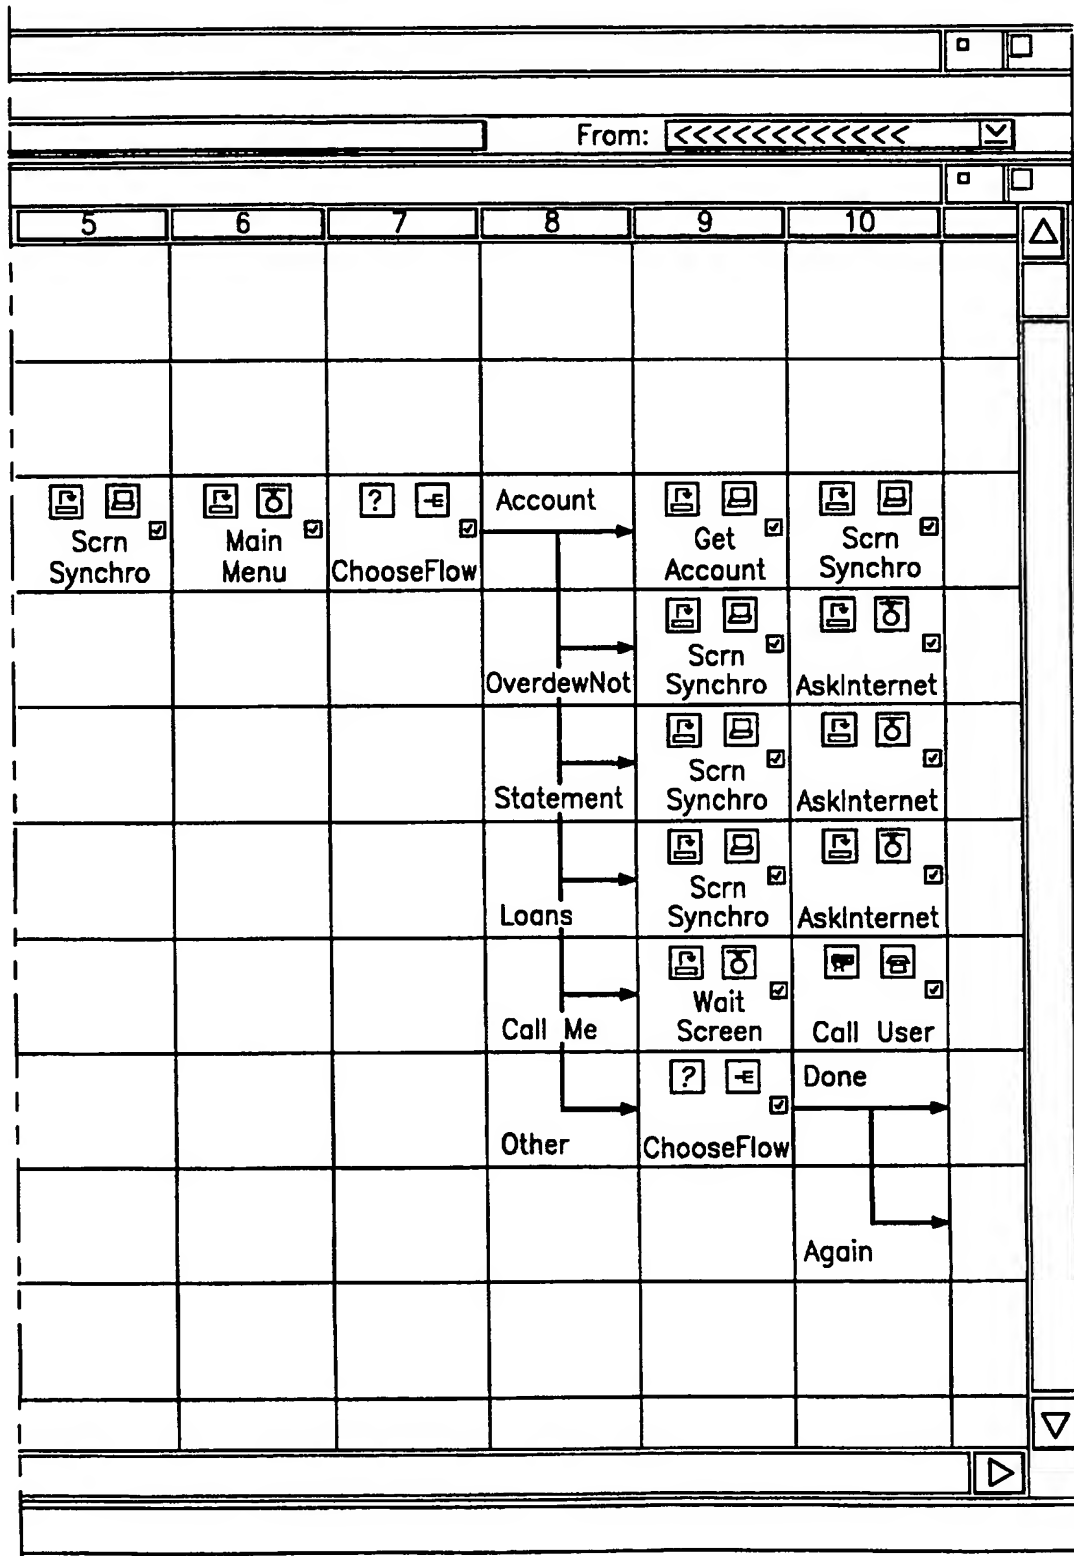 From: <<<<<<<<<<<<
5 6 7 8 9 10
Account
? ?
Scrn Synchro
Main Menu
ChooseFlow
Get Account
Scrn Synchro
OverdewNot
Scrn Synchro
AskInternet
Statement
Scrn Synchro
AskInternet
Loans
Scrn Synchro
AskInternet
Call Me
Wait Screen
Call User
Other
ChooseFlow
Done
Again